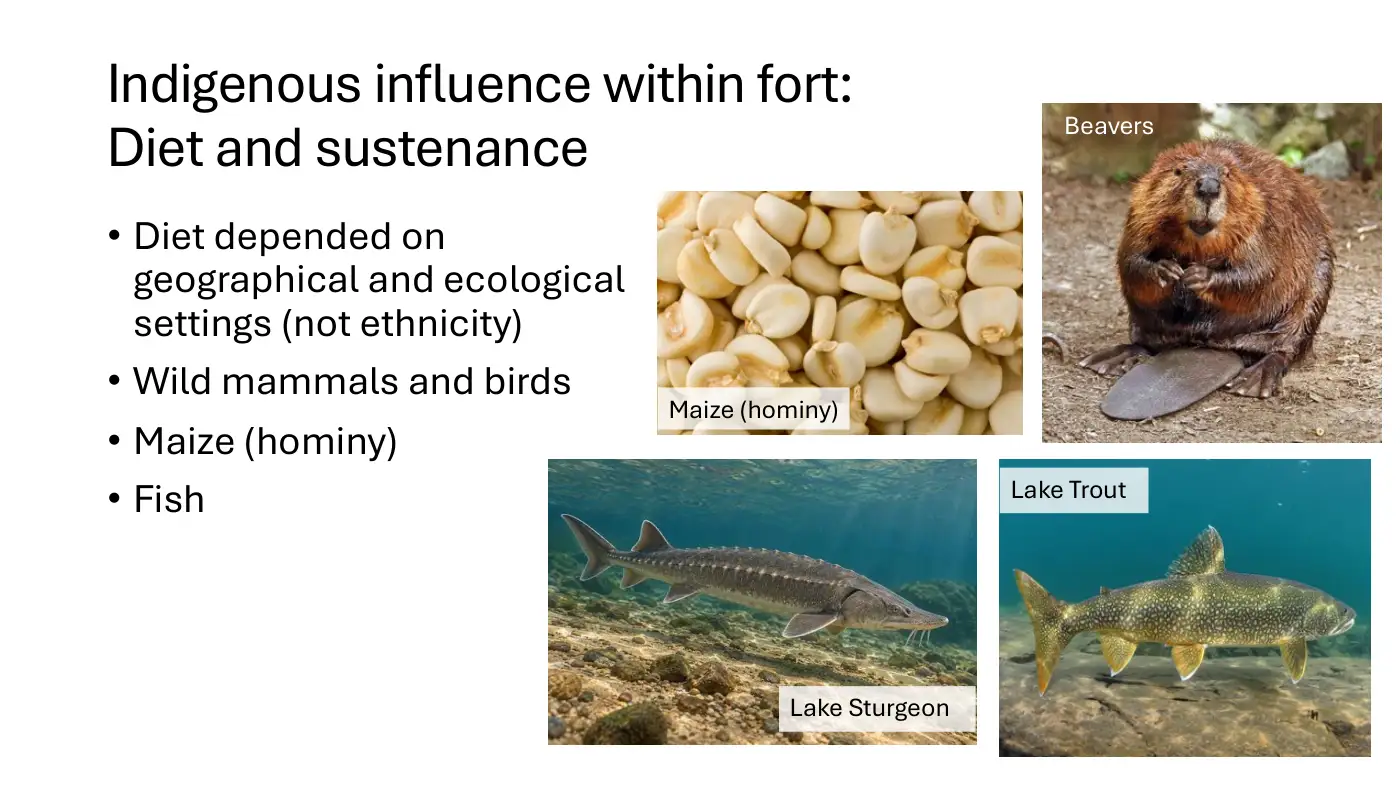 Indigenous influence within fort:
Diet and sustenance
• Diet depended on
geographical and ecological
settings (not ethnicity)
• Wild mammals and birds
• Maize (hominy)
• Fish
Maize (hominy)
Beavers
Lake Sturgeon
Lake Trout